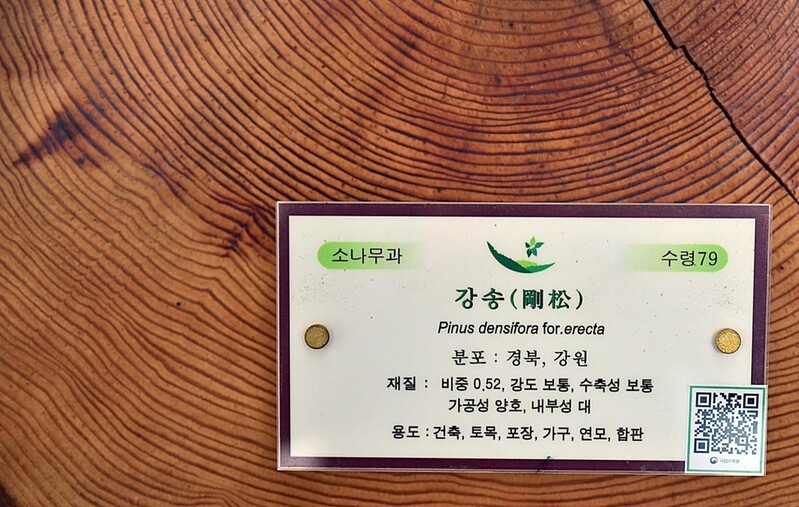 소나무과
수령79
강송(剛松)
Pinus densifora for.erecta
분포 : 경북, 강원
재질 : 비중 0.52, 강도 보통, 수축성 보통
가공성 양호, 내부성 대
용도 : 건축, 토목, 포장, 가구, 연모, 합판